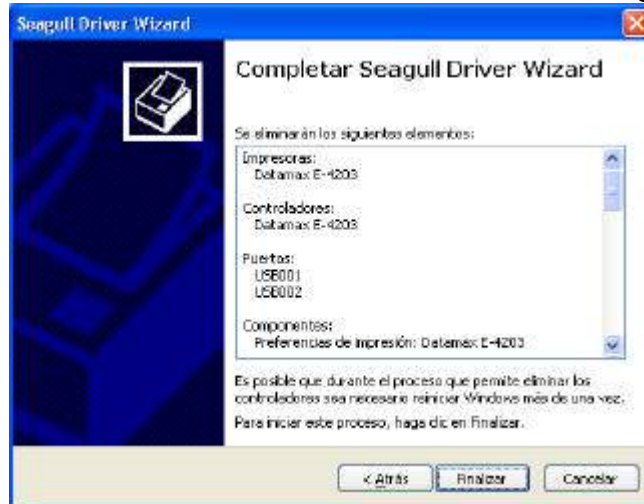 Seagull Driver Wizard
Completar Seagull Driver Wizard
Se eliminarán los siguientes elementos:
Impresoras:
Datamax E-4203
Controladores:
Datamax E-4203
Puertos:
USB001
USB002
Componentes:
Preferencias de impresión: Datamax E-4203
Es posible que durante el proceso que permite eliminar los
controladores sea necesario reiniciar Windows más de una vez.
Para iniciar este proceso, haga clic en Finalizar.
< Atrás
Finalizar
Cancelar